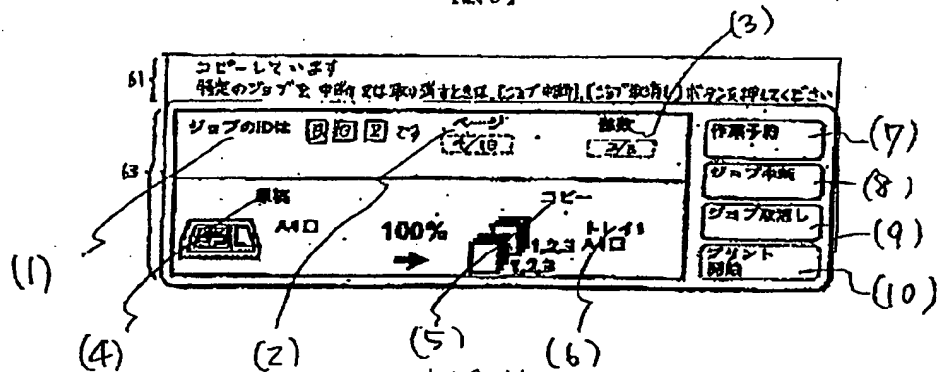 (3)
コピーしています
61 特定のジョブを中断又は取り消すときは、[ジョブ中断]、[ジョブ取消し]ボタンを押してください
ジョブのIDは です ページ 部数
作業予約 (7)
63
ジョブ中断 (8)
原稿 コピー
ジョブ取消し (9)
A4 100% 1,2,3 トレイ1 A4
1,2,3
プリント
開始 (10)
(1)
(4) (2) (5) (6)